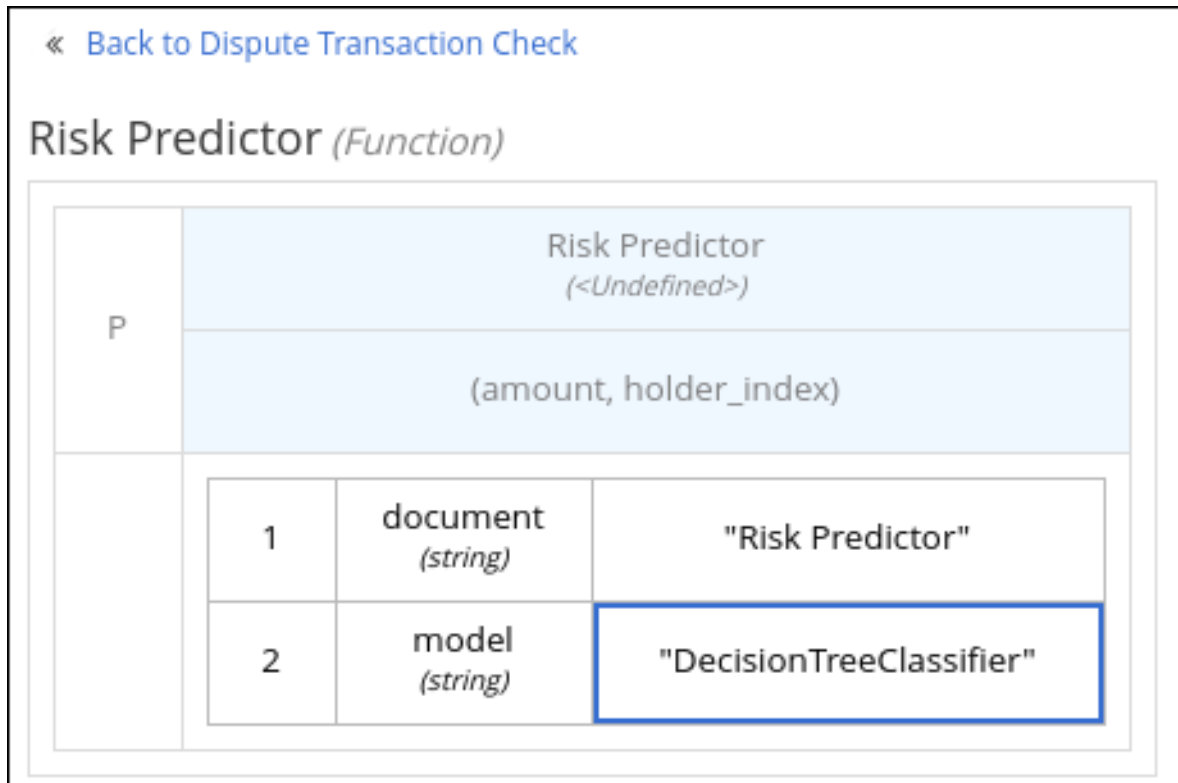 « Back to Dispute Transaction Check
Risk Predictor (Function)
P
Risk Predictor
(<Undefined>)
(amount, holder_index)
1
document
(string)
"Risk Predictor"
2
model
(string)
"DecisionTreeClassifier"